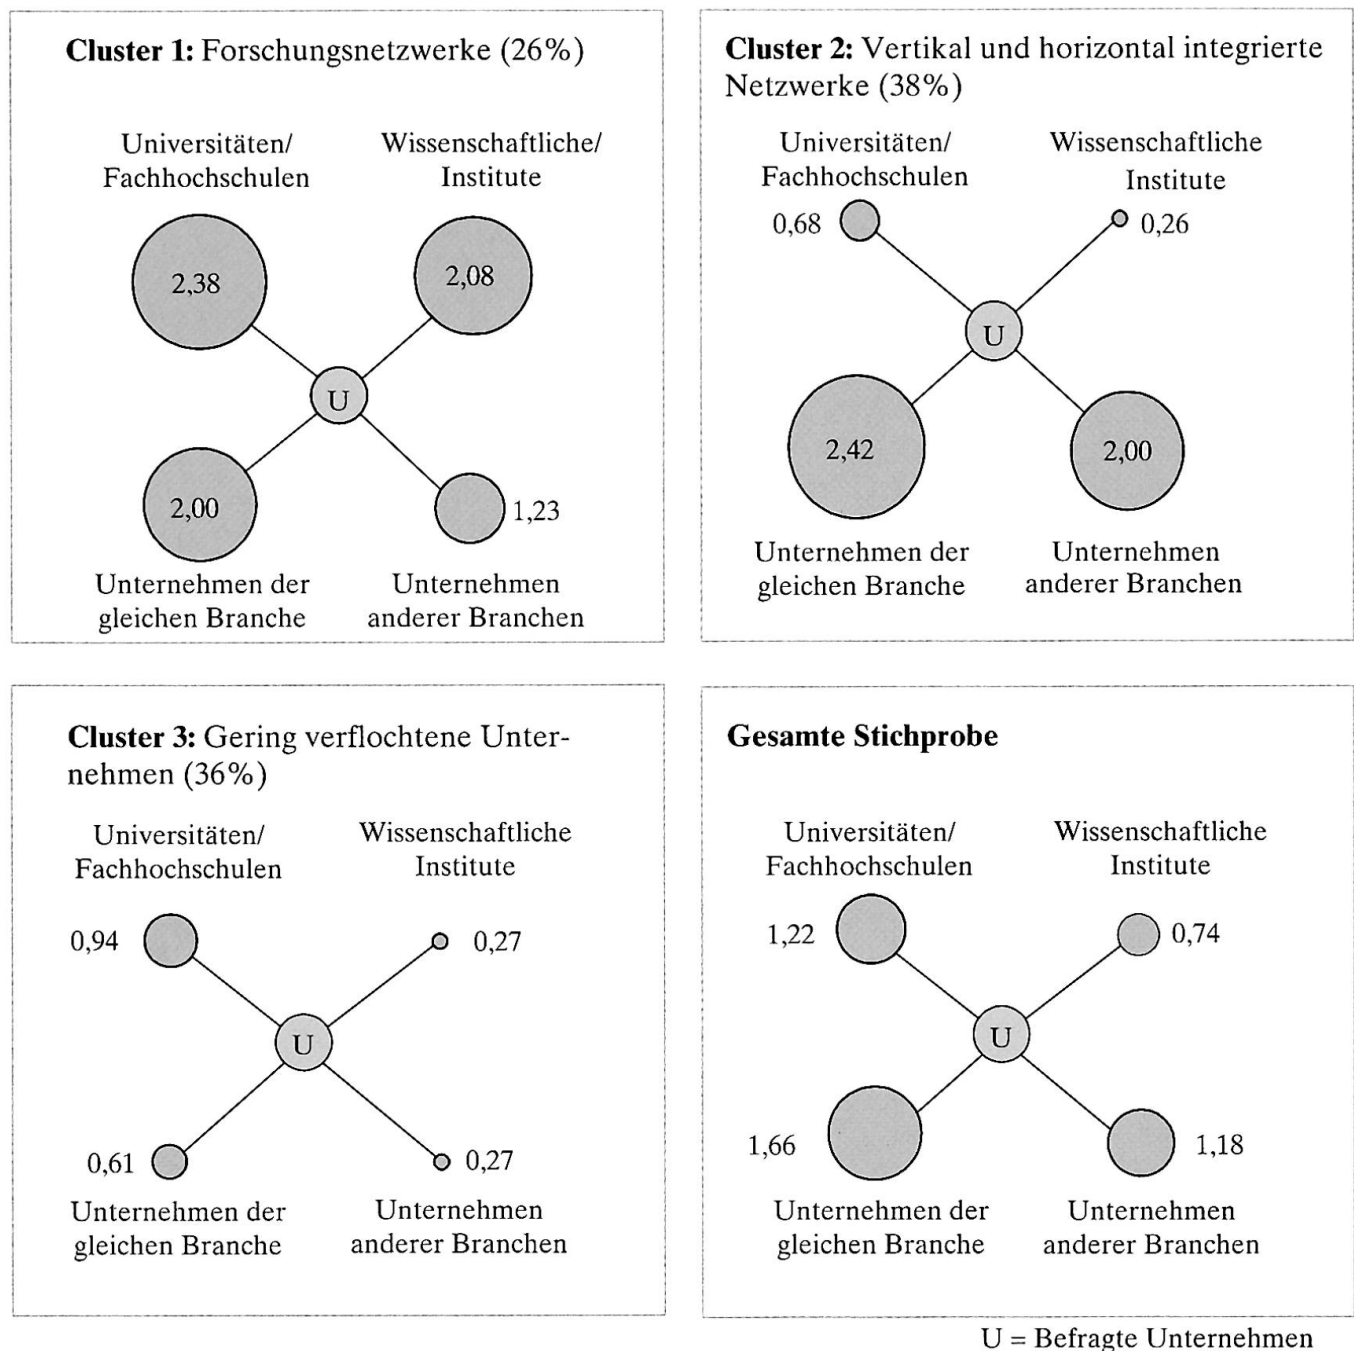 Cluster 1: Forschungsnetzwerke (26%)
Universitäten/
Fachhochschulen
Wissenschaftliche/
Institute
2,38
2,08
U
2,00
1,23
Unternehmen der
gleichen Branche
Unternehmen
anderer Branchen
Cluster 2: Vertikal und horizontal integrierte
Netzwerke (38%)
Universitäten/
Fachhochschulen
Wissenschaftliche
Institute
0,68
0,26
U
2,42
2,00
Unternehmen der
gleichen Branche
Unternehmen
anderer Branchen
Cluster 3: Gering verflochtene Unter-
nehmen (36%)
Universitäten/
Fachhochschulen
Wissenschaftliche
Institute
0,94
0,27
U
0,61
0,27
Unternehmen der
gleichen Branche
Unternehmen
anderer Branchen
Gesamte Stichprobe
Universitäten/
Fachhochschulen
Wissenschaftliche
Institute
1,22
0,74
U
1,66
1,18
Unternehmen der
gleichen Branche
Unternehmen
anderer Branchen
U = Befragte Unternehmen